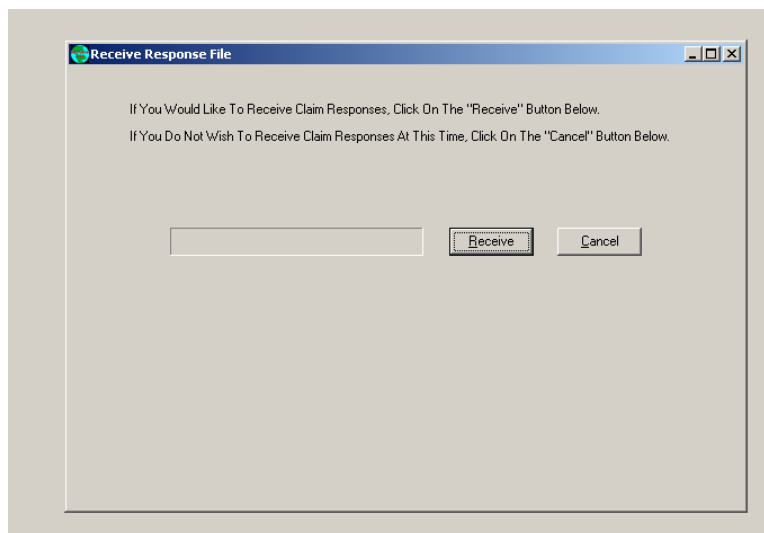 Receive Response File
If You Would Like To Receive Claim Responses, Click On The "Receive" Button Below.
If You Do Not Wish To Receive Claim Responses At This Time, Click On The "Cancel" Button Below.
Receive Cancel